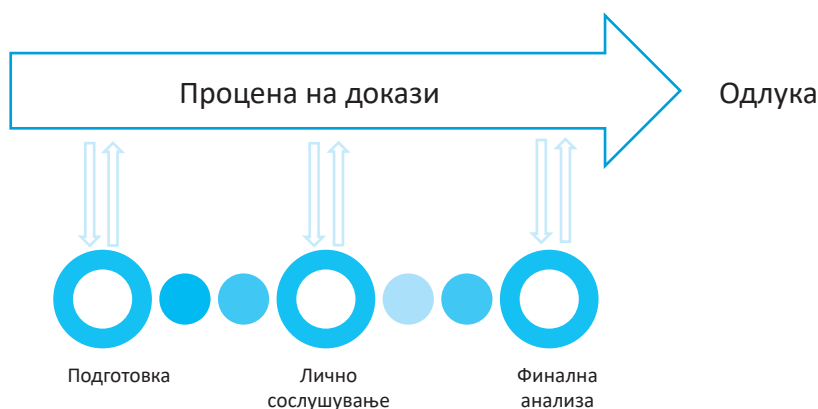 Процена на докази
Одлука
Подготовка
Лично
сослушување
Финална
анализа